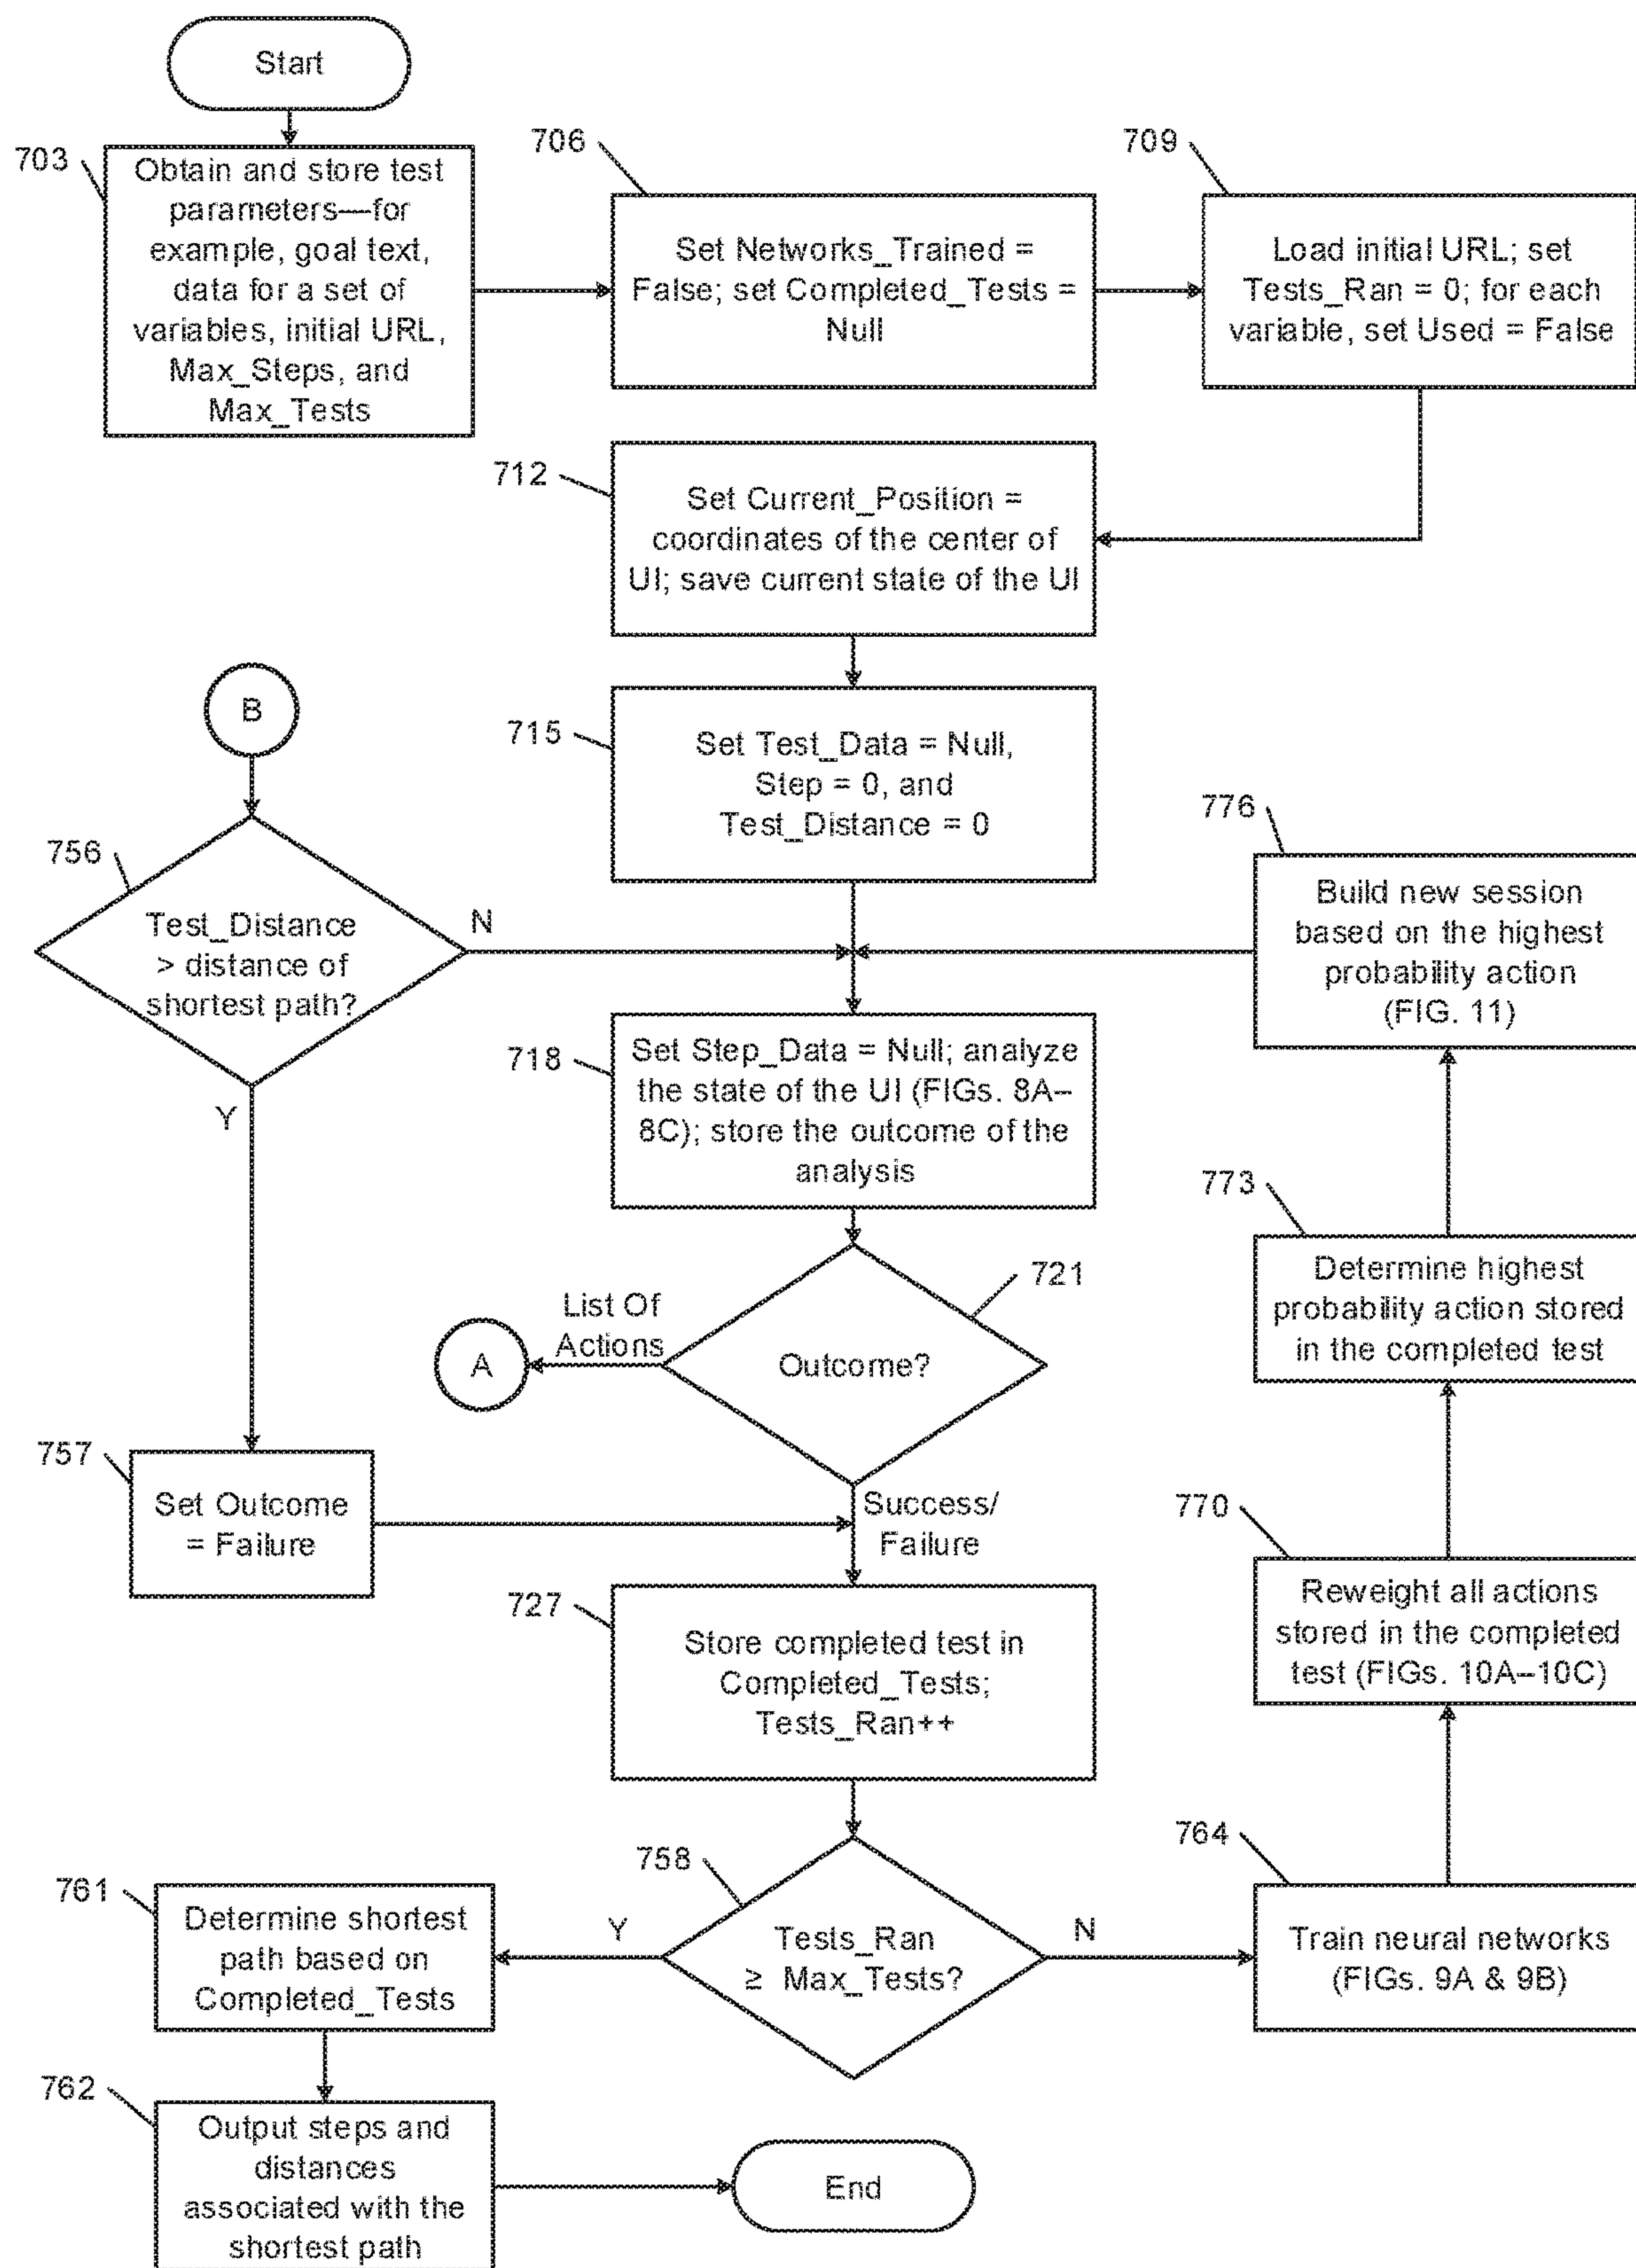 Start
703
Obtain and store test
parameters—for
example, goal text,
data for a set of
variables, initial URL,
Max_Steps, and
Max_Tests
706
Set Networks_Trained =
False; set Completed_Tests =
Null
709
Load initial URL; set
Tests_Ran = 0; for each
variable, set Used = False
712
Set Current_Position =
coordinates of the center of
UI; save current state of the UI
B
715
Set Test_Data = Null,
Step = 0, and
Test_Distance = 0
756
Test_Distance
> distance of
shortest path?
N
Y
776
Build new session
based on the highest
probability action
(FIG. 11)
718
Set Step_Data = Null; analyze
the state of the UI (FIGs. 8A–
8C); store the outcome of the
analysis
773
Determine highest
probability action stored
in the completed test
721
Outcome?
List Of
Actions
A
757
Set Outcome
= Failure
Success/
Failure
770
Reweight all actions
stored in the completed
test (FIGs. 10A–10C)
727
Store completed test in
Completed_Tests;
Tests_Ran++
758
Tests_Ran
≥ Max_Tests?
Y
N
764
Train neural networks
(FIGs. 9A & 9B)
761
Determine shortest
path based on
Completed_Tests
762
Output steps and
distances
associated with the
shortest path
End